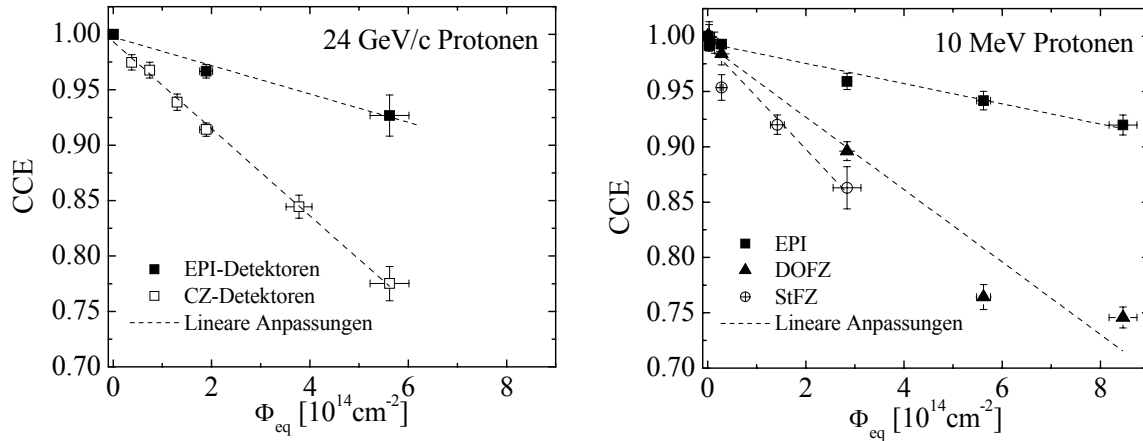 24 GeV/c Protonen
1.00
0.95
0.90
0.85
0.80
0.75
0.70
CCE
EPI-Detektoren
CZ-Detektoren
Lineare Anpassungen
0 2 4 6 8
Φeq [10¹⁴cm⁻²]
10 MeV Protonen
1.00
0.95
0.90
0.85
0.80
0.75
0.70
CCE
EPI
DOFZ
StFZ
Lineare Anpassungen
0 2 4 6 8
Φeq [10¹⁴cm⁻²]